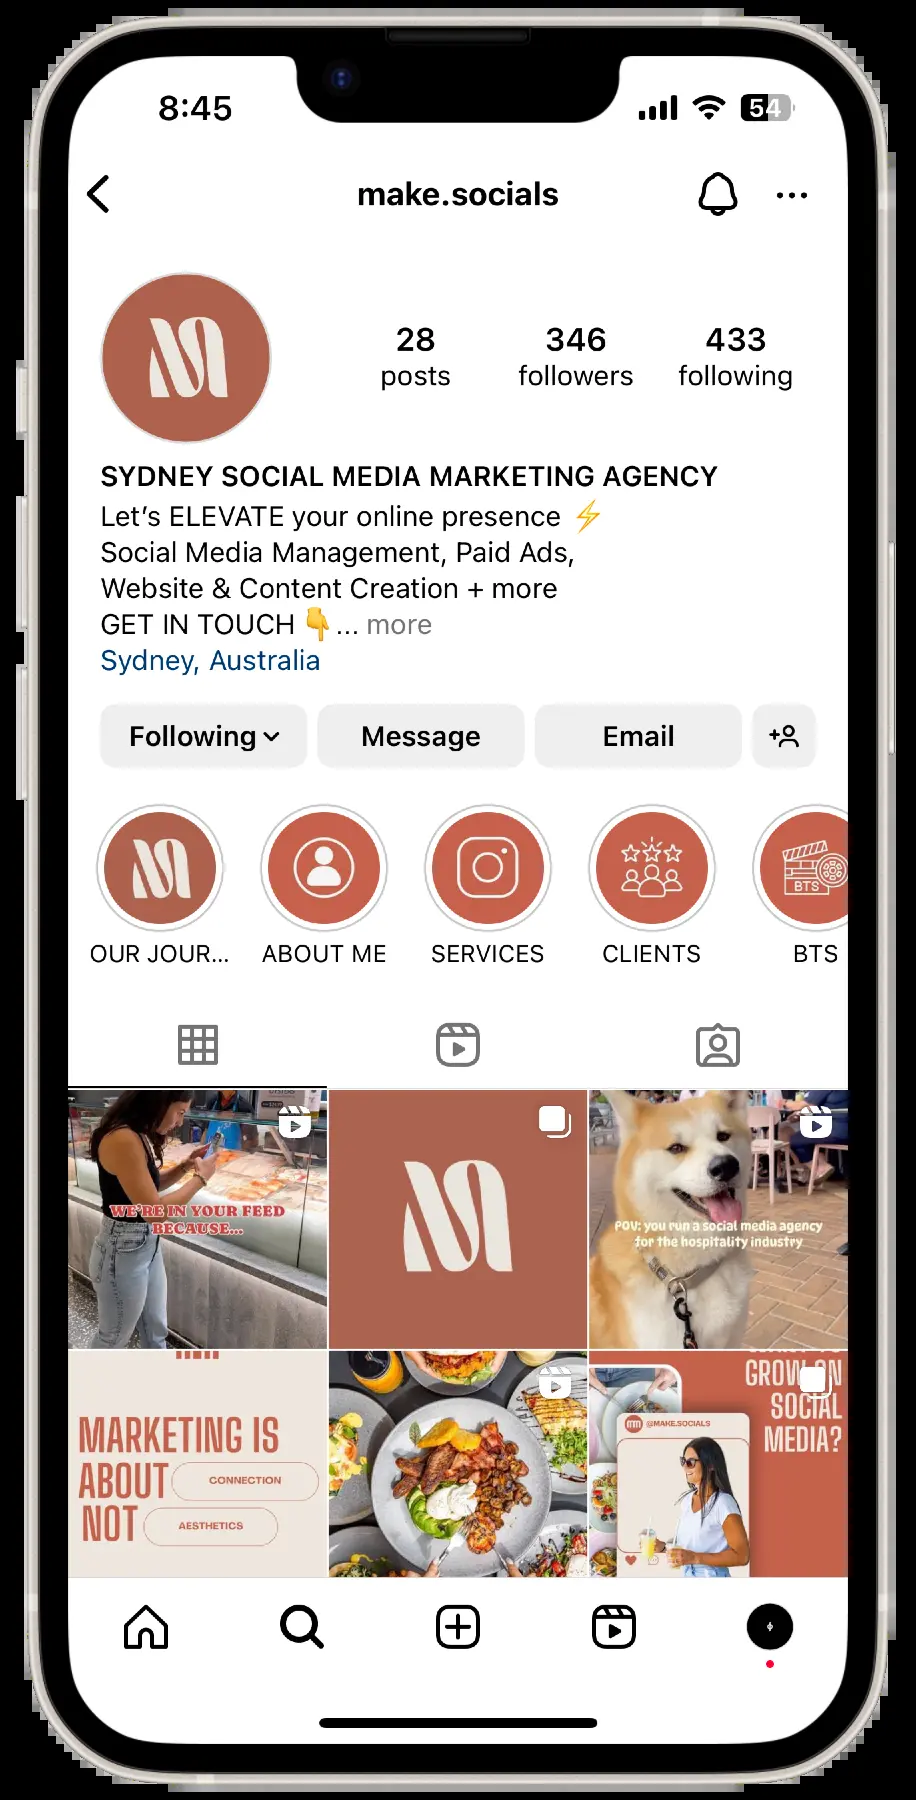 8:45
54
make.socials
28
posts
346
followers
433
following
SYDNEY SOCIAL MEDIA MARKETING AGENCY
Let's ELEVATE your online presence ⚡
Social Media Management, Paid Ads,
Website & Content Creation + more
GET IN TOUCH 👇... more
Sydney, Australia
Following
Message
Email
OUR JOUR...
ABOUT ME
SERVICES
CLIENTS
BTS
BTS
WE'RE IN YOUR FEED
BECAUSE...
POV: you run a social media agency
for the hospitality industry
MARKETING IS
ABOUT
CONNECTION
NOT
AESTHETICS
GROW ON
SOCIAL
MEDIA?
@MAKE.SOCIALS